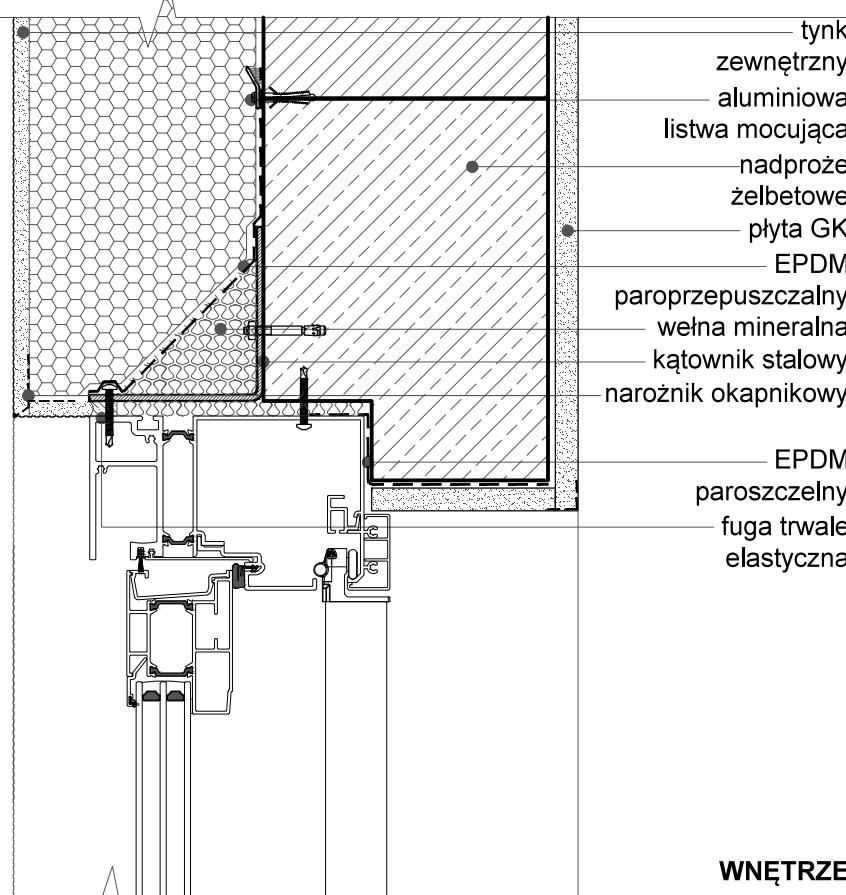 tynk
zewnętrzny
aluminiowa
listwa mocująca
nadproże
żelbetowe
płyta GK
EPDM
paroprzepuszczalny
wełna mineralna
kątownik stalowy
narożnik okapnikowy
EPDM
paroszczelny
fuga trwale
elastyczna
WNĘTRZE